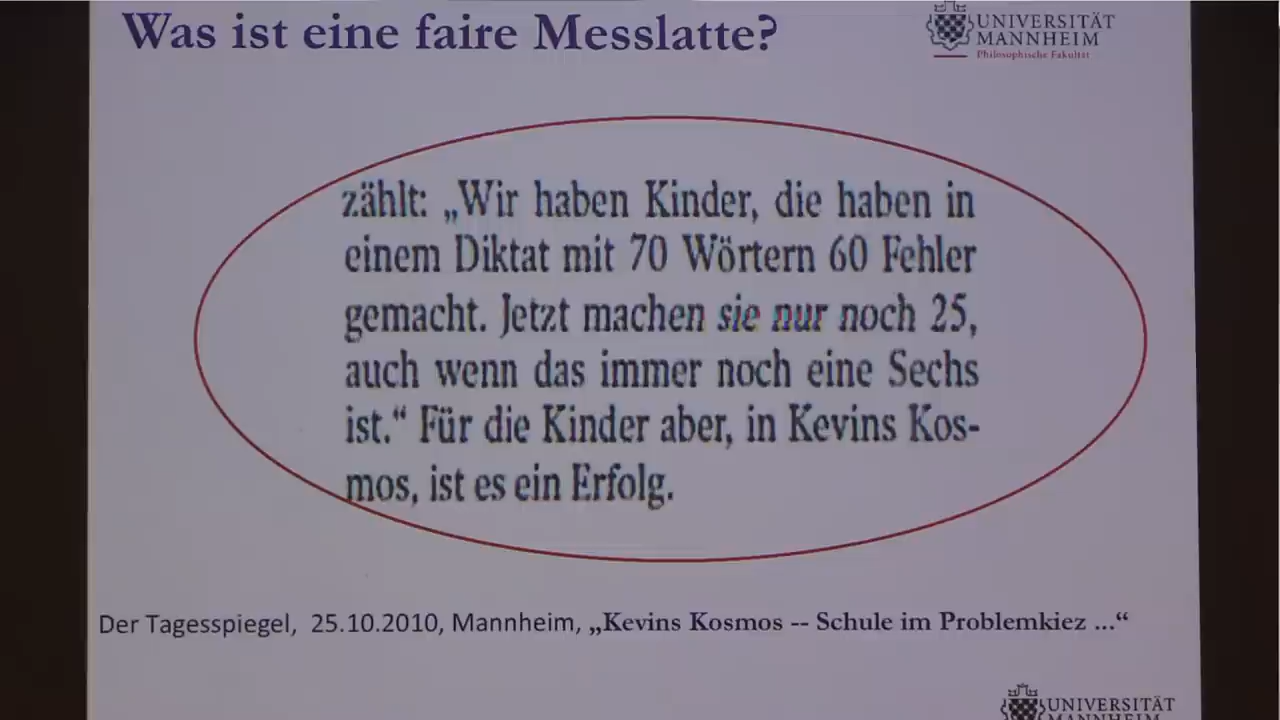 Was ist eine faire Messlatte?
UNIVERSITÄT
MANNHEIM
Philosophische Fakultät
zählt: „Wir haben Kinder, die haben in
einem Diktat mit 70 Wörtern 60 Fehler
gemacht. Jetzt machen sie nur noch 25,
auch wenn das immer noch eine Sechs
ist.“ Für die Kinder aber, in Kevins Kos-
mos, ist es ein Erfolg.
Der Tagesspiegel, 25.10.2010, Mannheim, „Kevins Kosmos -- Schule im Problemkiez ...“
UNIVERSITÄT
MANNHEIM